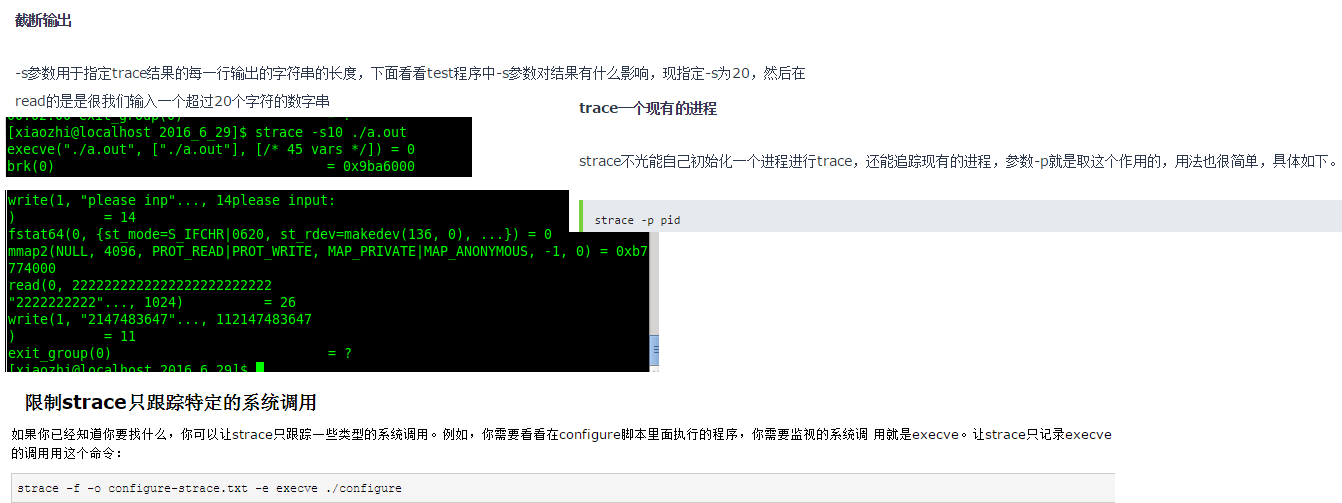 截断输出
-s参数用于指定trace结果的每一行输出的字符串的长度，下面看看test程序中-s参数对结果有什么影响，现指定-s为20，然后在
read的是是很我们输入一个超过20个字符的数字串
[xiaozhi@localhost 2016_6_29]$ strace -s10 ./a.out
execve("./a.out", ["./a.out"], [/* 45 vars */]) = 0
brk(0)                                  = 0x9ba6000
write(1, "please inp"..., 14please input:
)           = 14
fstat64(0, {st_mode=S_IFCHR|0620, st_rdev=makedev(136, 0), ...}) = 0
mmap2(NULL, 4096, PROT_READ|PROT_WRITE, MAP_PRIVATE|MAP_ANONYMOUS, -1, 0) = 0xb7
774000
read(0, 2222222222222222222222222
"2222222222"..., 1024)          = 26
write(1, "2147483647"..., 112147483647
)           = 11
exit_group(0)                           = ?
[xiaozhi@localhost 2016_6_29]$
trace一个现有的进程
strace不光能自己初始化一个进程进行trace，还能追踪现有的进程，参数-p就是取这个作用的，用法也很简单，具体如下。
strace -p pid
限制strace只跟踪特定的系统调用
如果你已经知道你要找什么，你可以让strace只跟踪一些类型的系统调用。例如，你需要看看在configure脚本里面执行的程序，你需要监视的系统调 用就是execve。让strace只记录execve
的调用用这个命令：
strace -f -o configure-strace.txt -e execve ./configure